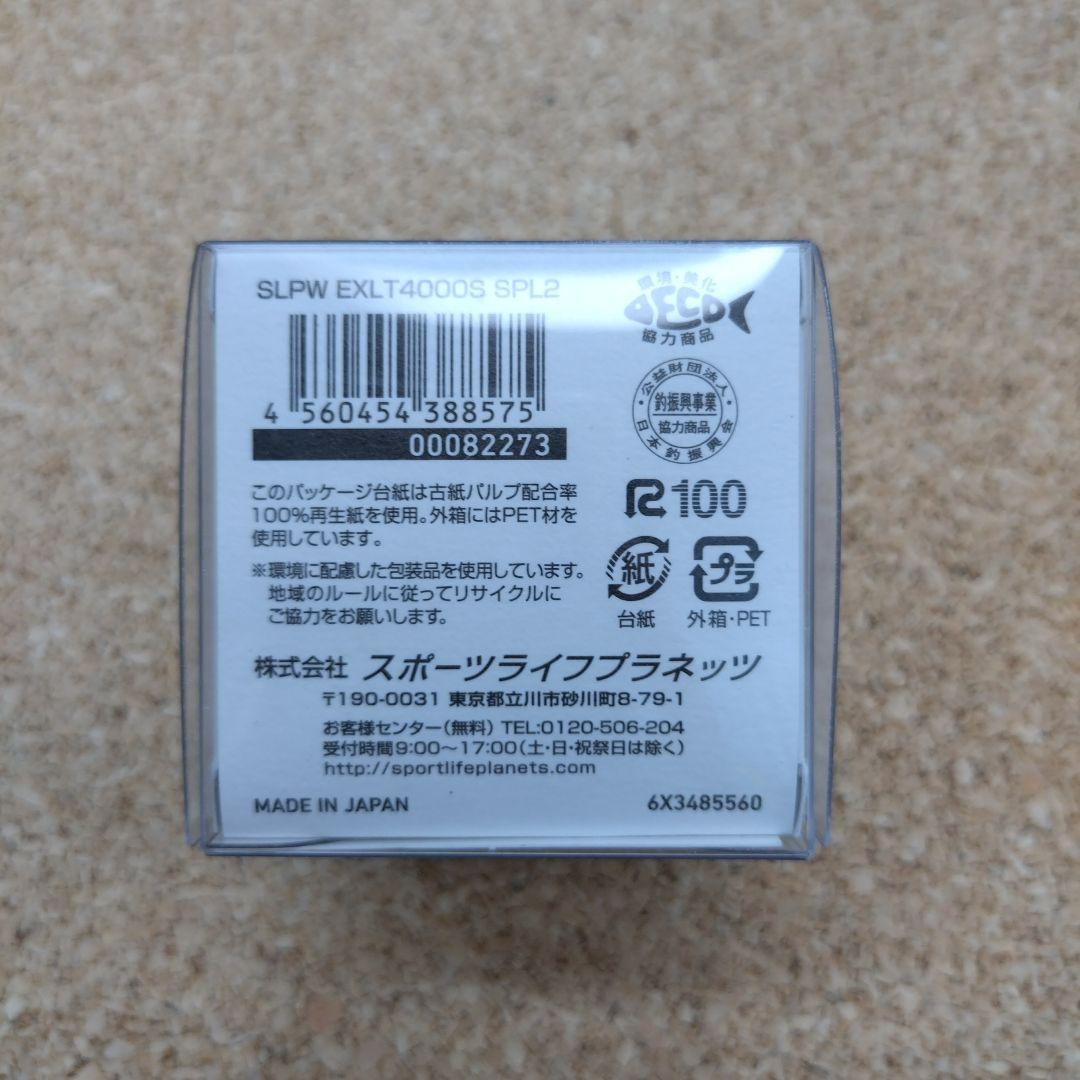 SLPW EXLT4000S SPL2
4 560454 388575
00082273
環境・美化
DECO
協力商品
公益財団法人
釣振興事業
協力商品
日本釣振興会
R100
このパッケージ台紙は古紙パルプ配合率
100%再生紙を使用。外箱にはPET材を
使用しています。
※環境に配慮した包装品を使用しています。
地域のルールに従ってリサイクルに
ご協力をお願いします。
紙
台紙
プラ
外箱・PET
株式会社 スポーツライフプラネッツ
〒190-0031 東京都立川市砂川町8-79-1
お客様センター(無料) TEL:0120-506-204
受付時間9:00〜17:00(土・日・祝祭日は除く)
http://sportlifeplanets.com
MADE IN JAPAN
6X3485560